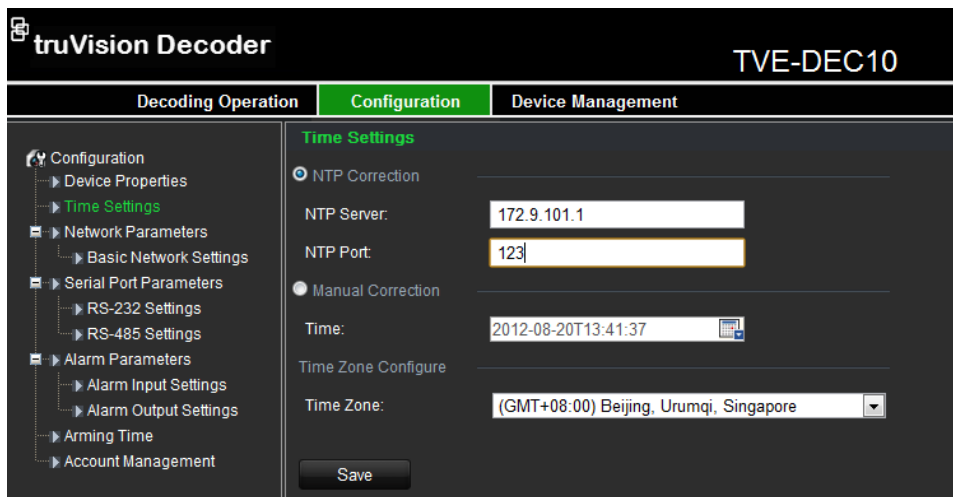 truVision Decoder
TVE-DEC10
Decoding Operation Configuration Device Management
Configuration
Device Properties
Time Settings
Network Parameters
Basic Network Settings
Serial Port Parameters
RS-232 Settings
RS-485 Settings
Alarm Parameters
Alarm Input Settings
Alarm Output Settings
Arming Time
Account Management
Time Settings
NTP Correction
NTP Server: 172.9.101.1
NTP Port: 123
Manual Correction
Time: 2012-08-20T13:41:37
Time Zone Configure
Time Zone: (GMT+08:00) Beijing, Urumqi, Singapore
Save